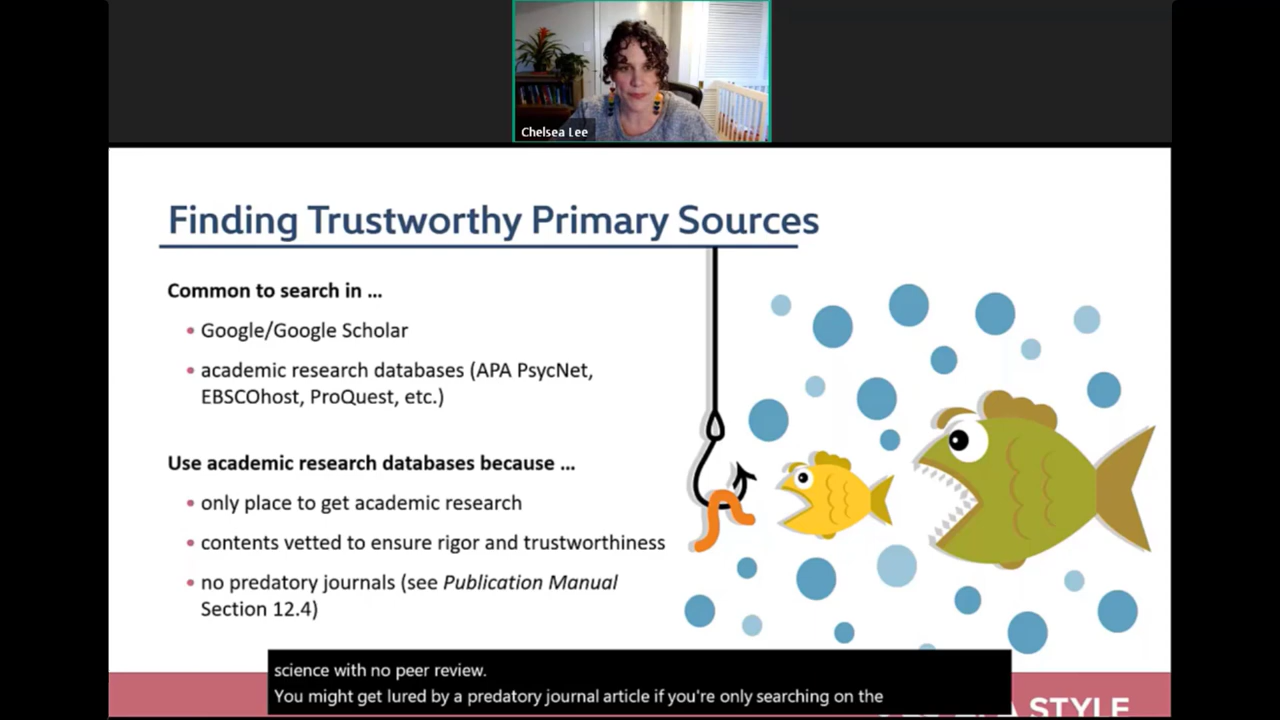 Chelsea Lee
Finding Trustworthy Primary Sources
Common to search in ...
• Google/Google Scholar
• academic research databases (APA PsycNet,
EBSCOhost, ProQuest, etc.)
Use academic research databases because ...
• only place to get academic research
• contents vetted to ensure rigor and trustworthiness
• no predatory journals (see Publication Manual
Section 12.4)
science with no peer review.
You might get lured by a predatory journal article if you're only searching on the
STYLE